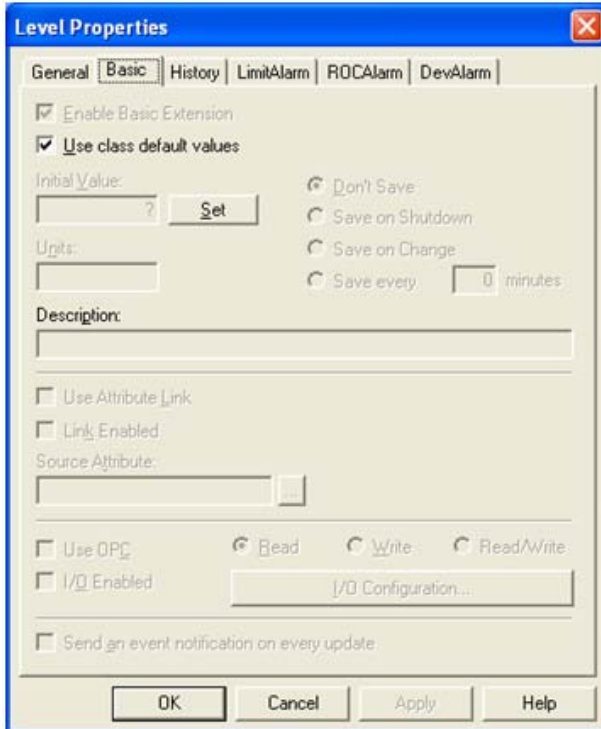 Level Properties
General Basic History LimitAlarm ROCAlarm DevAlarm
Enable Basic Extension
Use class default values
Initial Value:
? Set
Don't Save
Save on Shutdown
Units:
Save on Change
Save every 0 minutes
Description:
Use Attribute Link
Link Enabled
Source Attribute:
...
Use OPC Read Write Read/Write
I/O Enabled I/O Configuration...
Send an event notification on every update
OK Cancel Apply Help